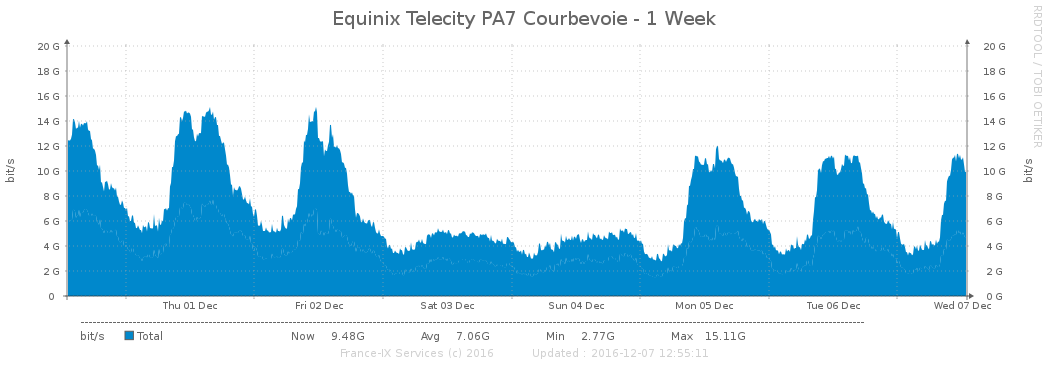 Equinix Telecity PA7 Courbevoie - 1 Week
RRDTOOL / TOBI OETIKER
20 G 20 G
18 G 18 G
16 G 16 G
14 G 14 G
12 G 12 G
10 G 10 G
8 G 8 G
6 G 6 G
4 G 4 G
2 G 2 G
0 0 G
bit/s bit/s
Thu 01 Dec Fri 02 Dec Sat 03 Dec Sun 04 Dec Mon 05 Dec Tue 06 Dec Wed 07 Dec
bit/s Total Now 9.48G Avg 7.06G Min 2.77G Max 15.11G
France-IX Services (c) 2016 Updated : 2016-12-07 12:55:11